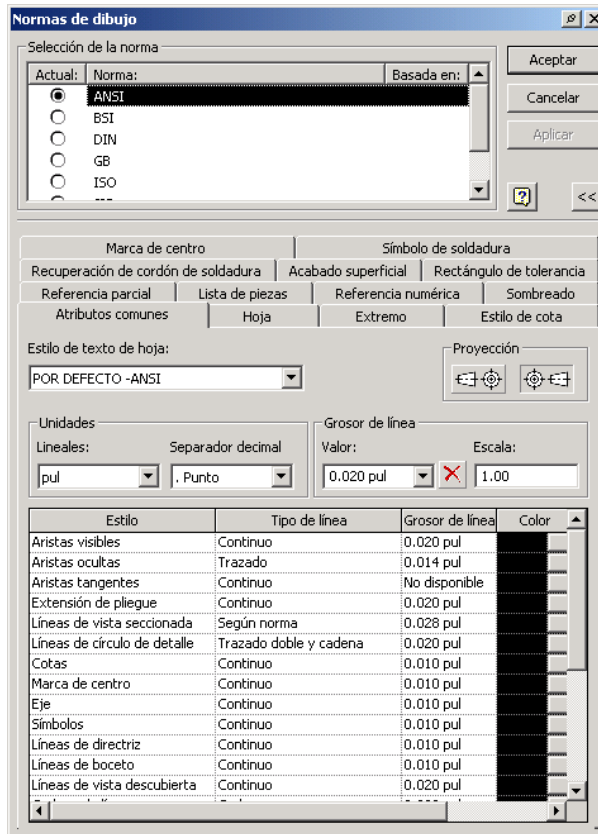 Normas de dibujo
Selección de la norma
Actual: Norma: Basada en:
ANSI
BSI
DIN
GB
ISO
Aceptar
Cancelar
Aplicar
<<
Marca de centro Símbolo de soldadura
Recuperación de cordón de soldadura Acabado superficial Rectángulo de tolerancia
Referencia parcial Lista de piezas Referencia numérica Sombreado
Atributos comunes Hoja Extremo Estilo de cota
Estilo de texto de hoja:
POR DEFECTO -ANSI
Proyección
Unidades
Lineales: Separador decimal
pul . Punto
Grosor de línea
Valor: Escala:
0.020 pul 1.00
Estilo Tipo de línea Grosor de línea Color
Aristas visibles Continuo 0.020 pul
Aristas ocultas Trazado 0.014 pul
Aristas tangentes Continuo No disponible
Extensión de pliegue Continuo 0.020 pul
Líneas de vista seccionada Según norma 0.028 pul
Líneas de círculo de detalle Trazado doble y cadena 0.020 pul
Cotas Continuo 0.010 pul
Marca de centro Continuo 0.010 pul
Eje Continuo 0.010 pul
Símbolos Continuo 0.010 pul
Líneas de directriz Continuo 0.010 pul
Líneas de boceto Continuo 0.010 pul
Líneas de vista descubierta Continuo 0.020 pul